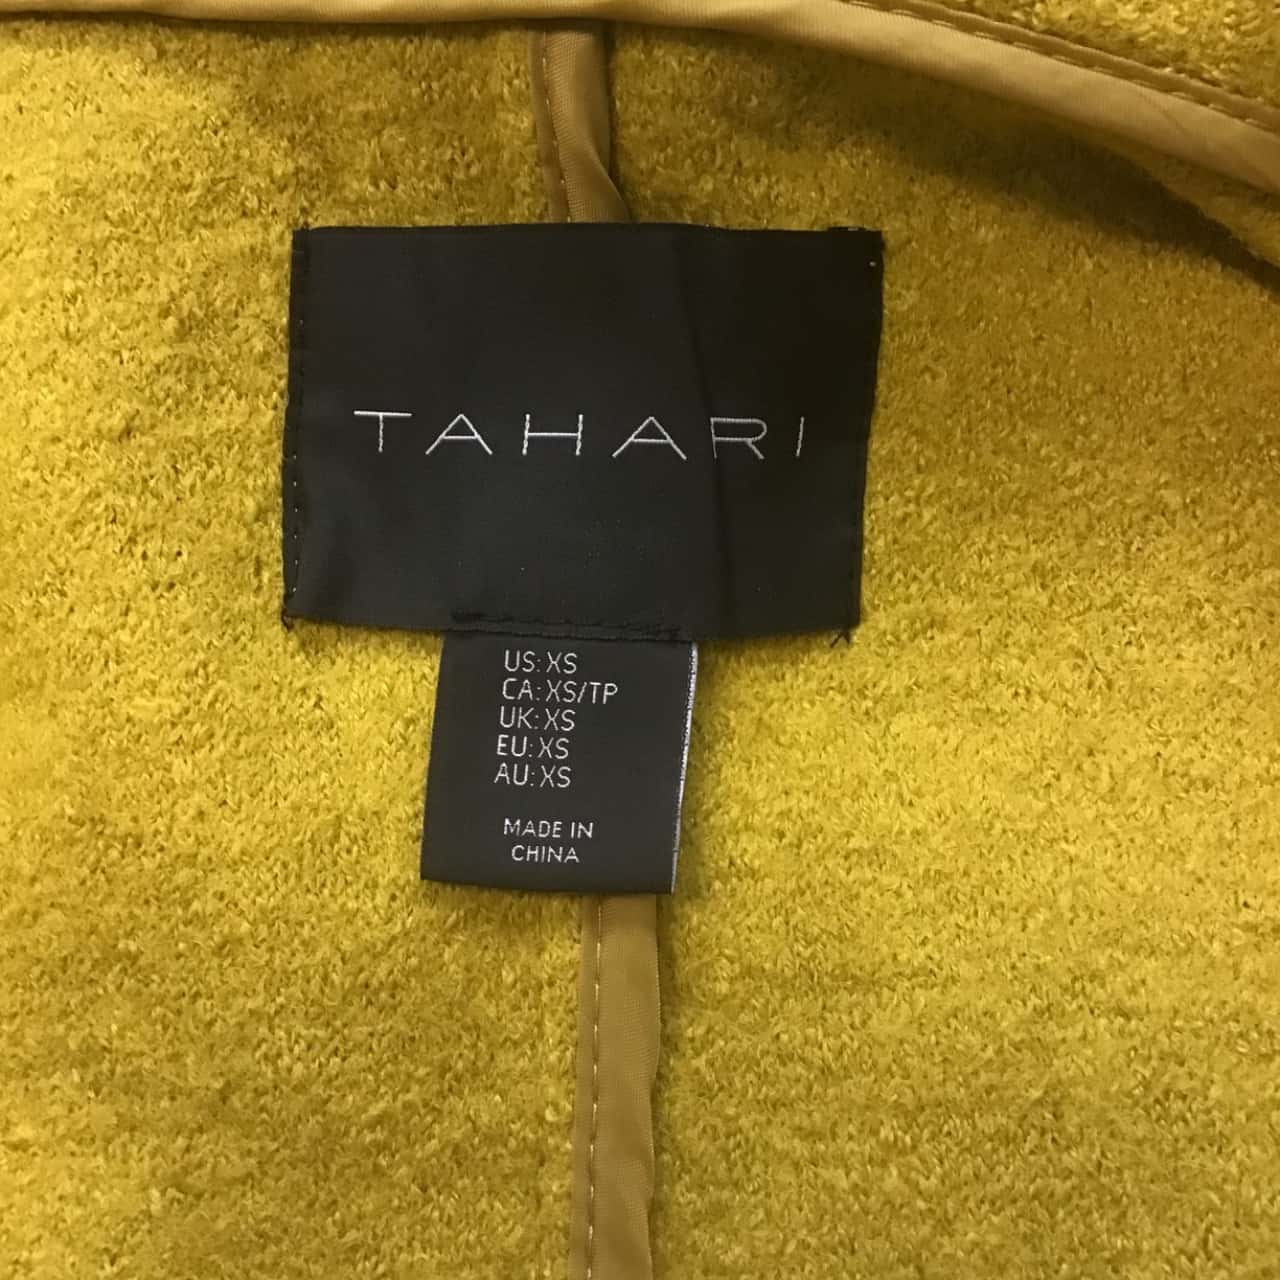 TAHARI
US: XS
CA: XS/TP
UK: XS
EU: XS
AU: XS
MADE IN
CHINA